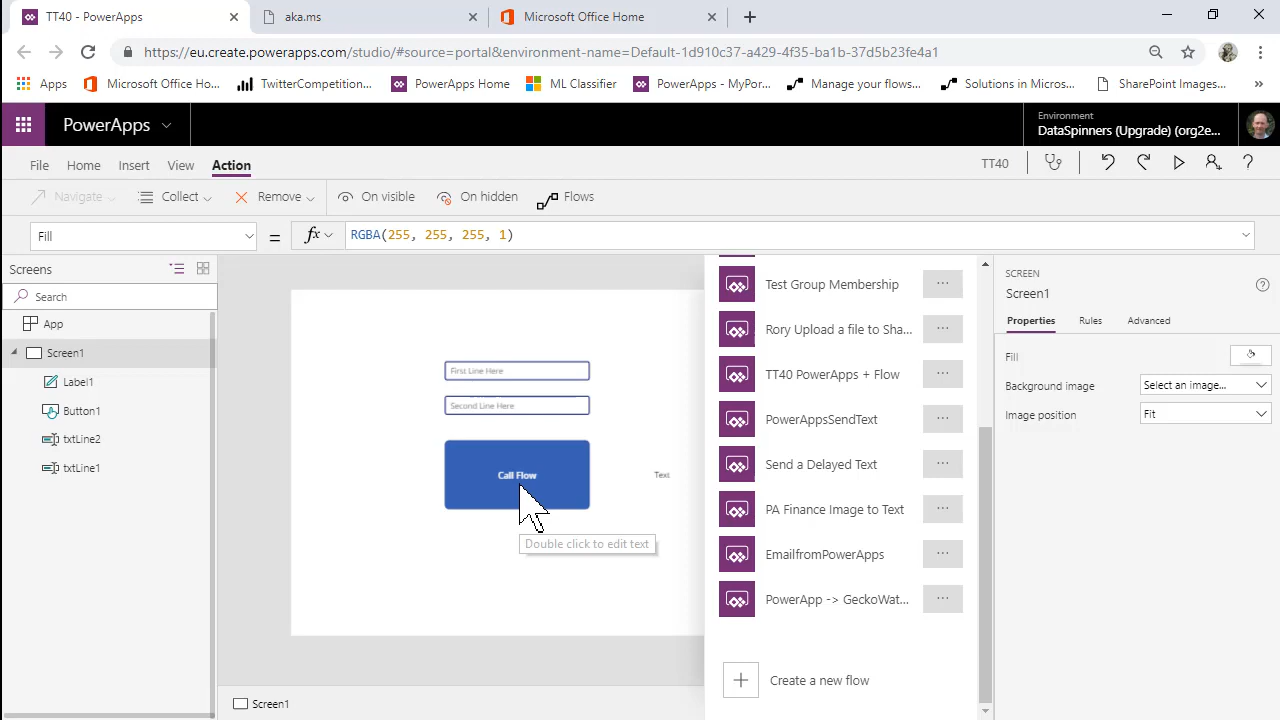 TT40 - PowerApps
aka.ms
Microsoft Office Home
https://eu.create.powerapps.com/studio/#source=portal&environment-name=Default-1d910c37-a429-4f35-ba1b-37d5b23fe4a1
Apps
Microsoft Office Hom...
TwitterCompetition...
PowerApps Home
ML Classifier
PowerApps - MyPor...
Manage your flows...
Solutions in Micros...
SharePoint Images...
»
PowerApps
Environment
DataSpinners (Upgrade) (org2e...
File
Home
Insert
View
Action
TT40
Navigate
Collect
Remove
On visible
On hidden
Flows
Fill
=
fx
RGBA(255, 255, 255, 1)
Screens
Search
App
Screen1
Label1
Button1
txtLine2
txtLine1
First Line Here
Second Line Here
Call Flow
Text
Double click to edit text
Screen1
Test Group Membership
Rory Upload a file to Sha...
TT40 PowerApps + Flow
PowerAppsSendText
Send a Delayed Text
PA Finance Image to Text
EmailfromPowerApps
PowerApp -> GeckoWat...
Create a new flow
SCREEN
Screen1
Properties
Rules
Advanced
Fill
Background image
Select an image...
Image position
Fit